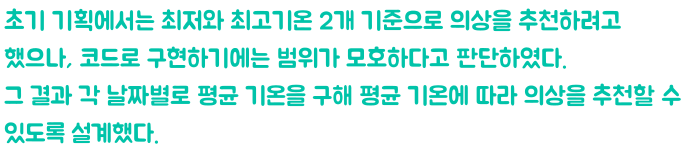 초기 기획에서는 최저와 최고기온 2개 기준으로 의상을 추천하려고
했으나, 코드로 구현하기에는 범위가 모호하다고 판단하였다.
그 결과 각 날짜별로 평균 기온을 구해 평균 기온에 따라 의상을 추천할 수
있도록 설계했다.